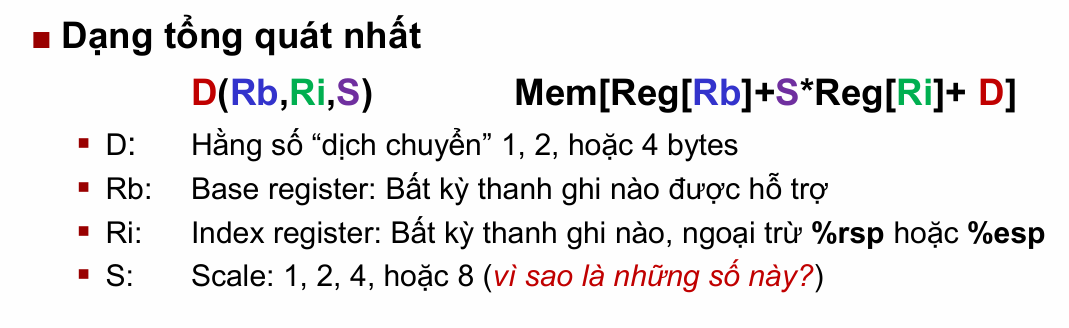 ■ Dạng tổng quát nhất
D(Rb,Ri,S) Mem[Reg[Rb]+S*Reg[Ri]+ D]
▪ D: Hằng số “dịch chuyển” 1, 2, hoặc 4 bytes
▪ Rb: Base register: Bất kỳ thanh ghi nào được hỗ trợ
▪ Ri: Index register: Bất kỳ thanh ghi nào, ngoại trừ %rsp hoặc %esp
▪ S: Scale: 1, 2, 4, hoặc 8 (vì sao là những số này?)